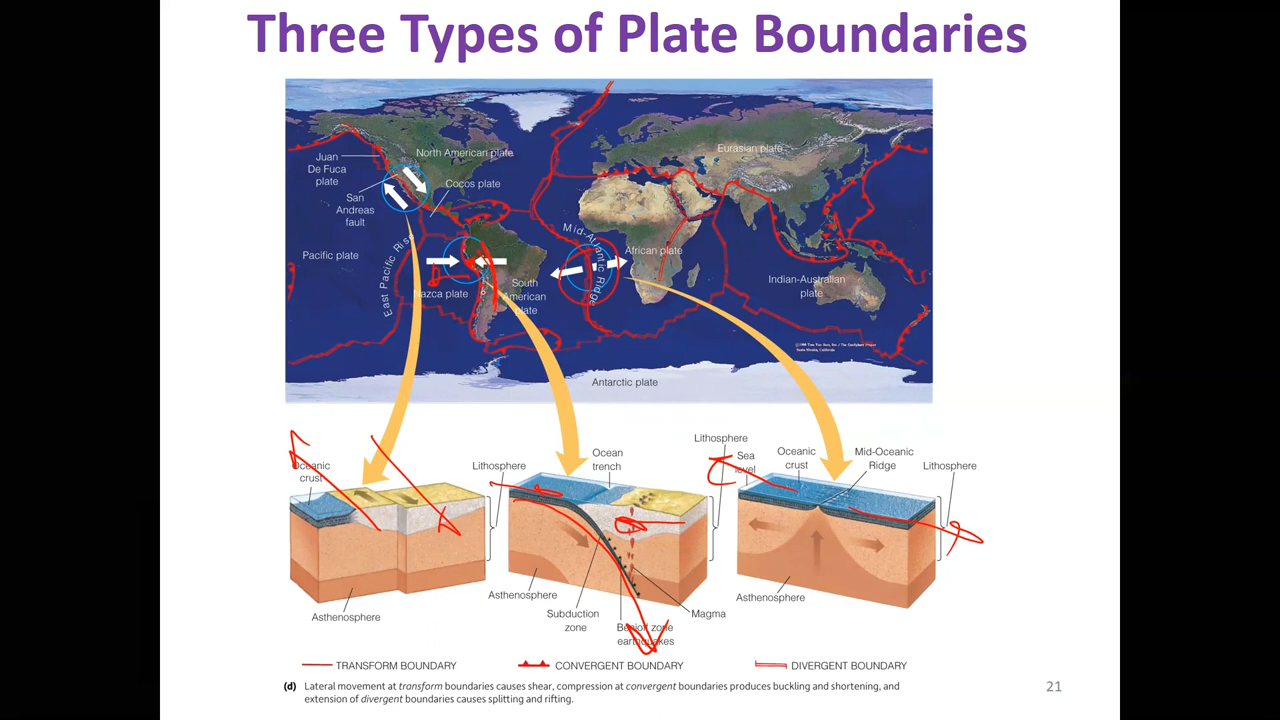 Three Types of Plate Boundaries
Juan
De Fuca
plate
North American plate
Eurasian plate
San
Andreas
fault
Cocos plate
Pacific plate
East Pacific Rise
Mid-Atlantic Ridge
African plate
Nazca plate
South
American
plate
Indian-Australian
plate
Antarctic plate
Oceanic
crust
Lithosphere
Asthenosphere
Ocean
trench
Lithosphere
Asthenosphere
Subduction
zone
Benioff zone
earthquakes
Magma
Sea
level
Oceanic
crust
Mid-Oceanic
Ridge
Lithosphere
Asthenosphere
TRANSFORM BOUNDARY
CONVERGENT BOUNDARY
DIVERGENT BOUNDARY
(d) Lateral movement at transform boundaries causes shear, compression at convergent boundaries produces buckling and shortening, and
extension of divergent boundaries causes splitting and rifting.
21